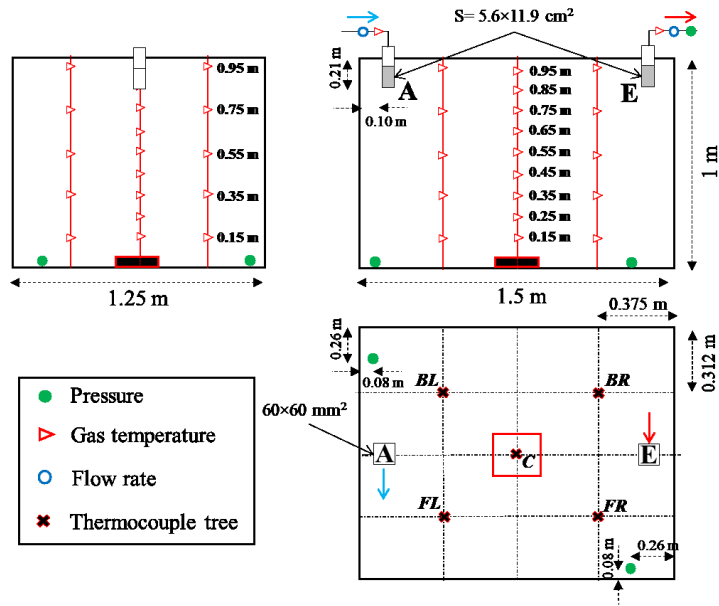 0.95 m
0.75 m
0.55 m
0.35 m
0.15 m
1.25 m
S= 5.6×11.9 cm²
0.21 m
A
E
0.10 m
0.95 m
0.85 m
0.75 m
0.65 m
0.55 m
0.45 m
0.35 m
0.25 m
0.15 m
1 m
1.5 m
0.375 m
0.26 m
0.08 m
0.312 m
BL
BR
60×60 mm²
A
C
E
FL
FR
0.08 m
0.26 m
Pressure
Gas temperature
Flow rate
Thermocouple tree